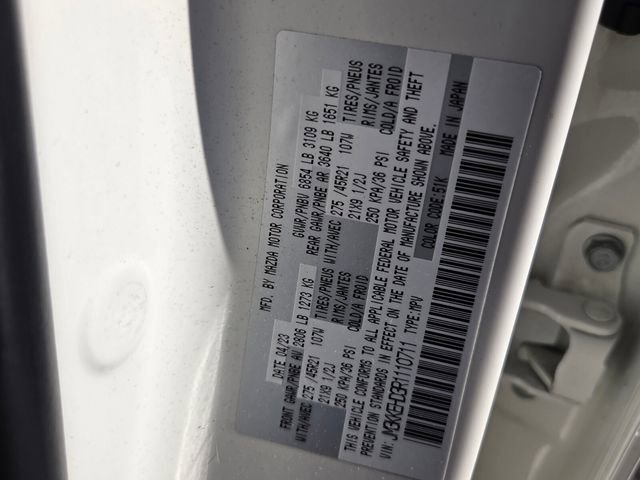 MFD. BY MAZDA MOTOR CORPORATION
DATE 04/23 GVWR/PNBU 6854 LB 3109 KG
FRONT GAWR/PNBE AV 2806 LB 1273 KG REAR GAWR/PNBE AR 3640 LB 1651 KG
WITH/AVEC 275 /45R21 107W TIRES/PNEUS WITH/AVEC 275 /45R21 107W TIRES/PNEUS
21X9 1/2J RIMS/JANTES 21X9 1/2J RIMS/JANTES
250 KPA/36 PSI COLD/A FROID 250 KPA/36 PSI COLD/A FROID
THIS VEHICLE CONFORMS TO ALL APPLICABLE FEDERAL MOTOR VEHICLE SAFETY AND THEFT
PREVENTION STANDARDS IN EFFECT ON THE DATE OF MANUFACTURE SHOWN ABOVE.
VIN: TYPE: MPV COLOR CODE: 51K MADE IN JAPAN